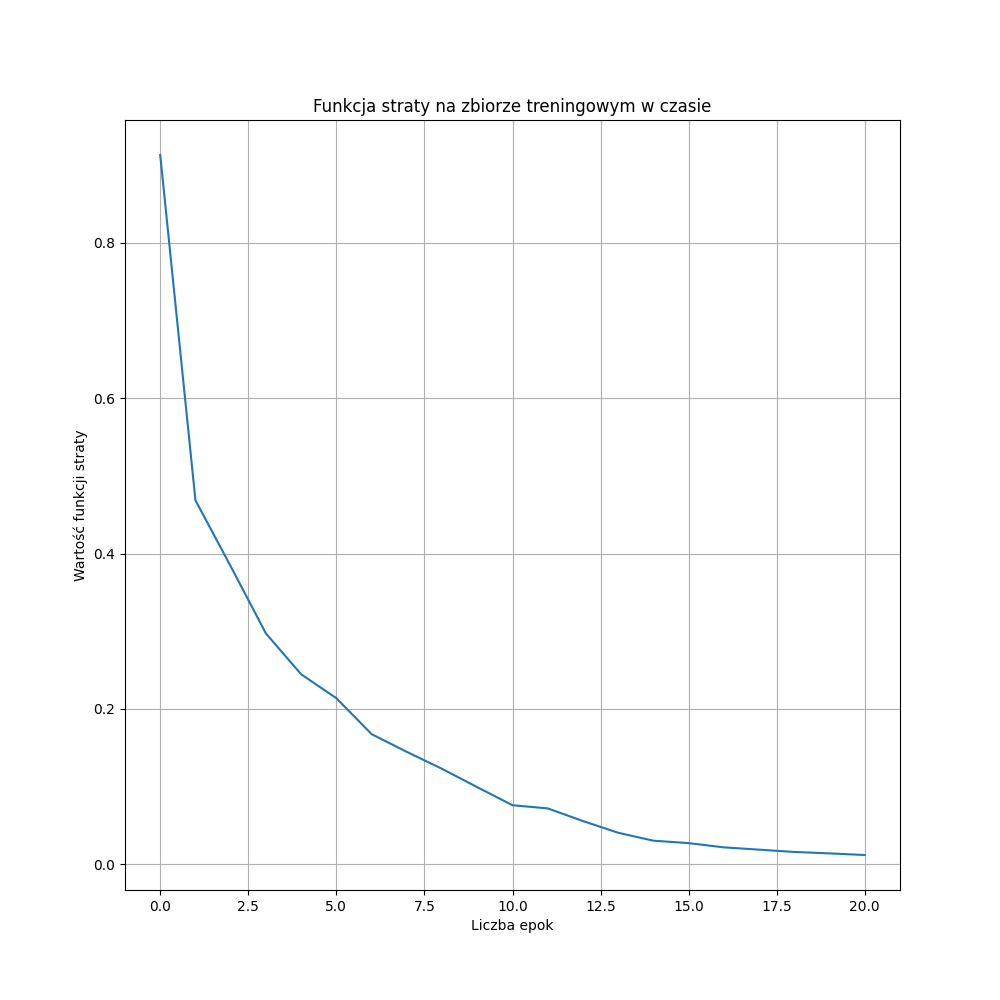 Funkcja straty na zbiorze treningowym w czasie
Wartość funkcji straty
0.8
0.6
0.4
0.2
0.0
0.0 2.5 5.0 7.5 10.0 12.5 15.0 17.5 20.0
Liczba epok